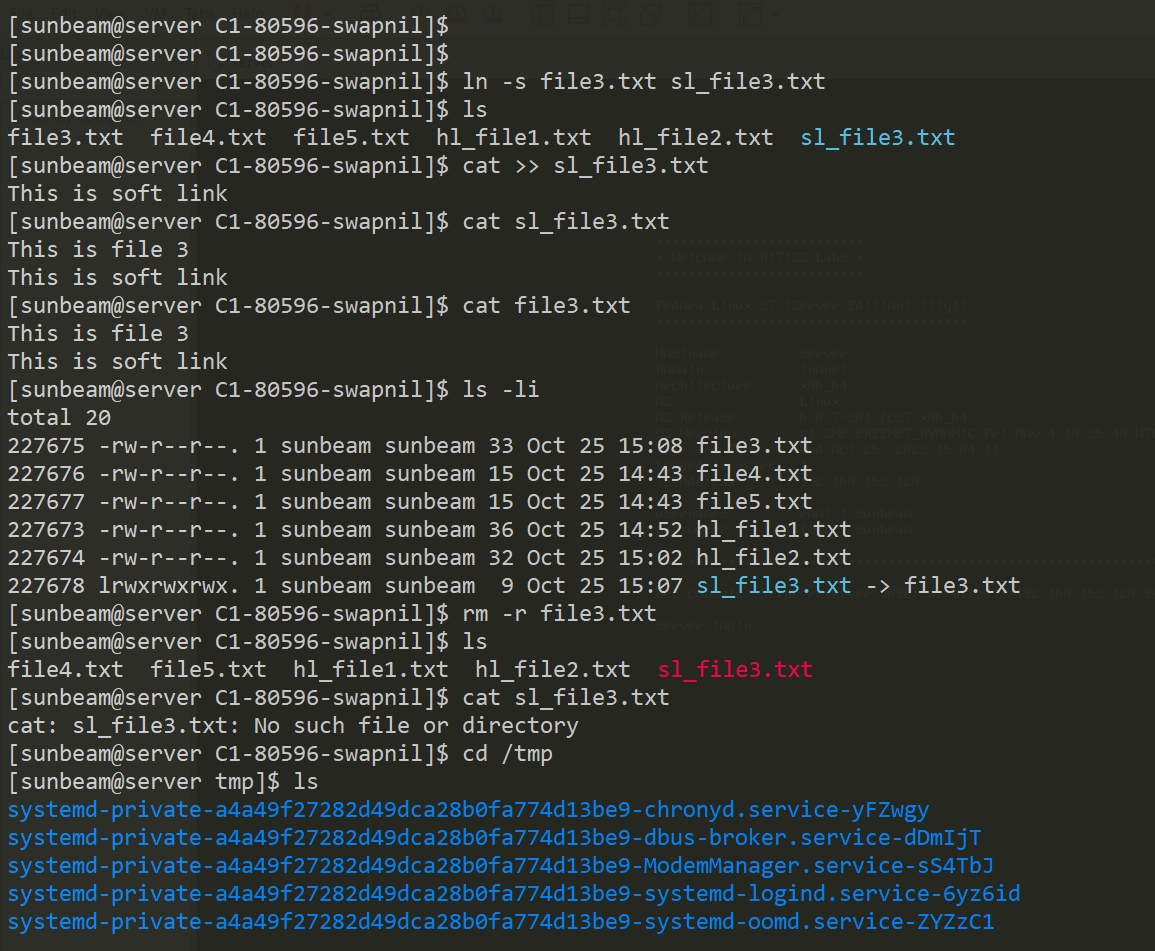 [sunbeam@server C1-80596-swapnil]$
[sunbeam@server C1-80596-swapnil]$
[sunbeam@server C1-80596-swapnil]$ ln -s file3.txt sl_file3.txt
[sunbeam@server C1-80596-swapnil]$ ls
file3.txt  file4.txt  file5.txt  hl_file1.txt  hl_file2.txt  sl_file3.txt
[sunbeam@server C1-80596-swapnil]$ cat >> sl_file3.txt
This is soft link
[sunbeam@server C1-80596-swapnil]$ cat sl_file3.txt
This is file 3
This is soft link
[sunbeam@server C1-80596-swapnil]$ cat file3.txt
This is file 3
This is soft link
[sunbeam@server C1-80596-swapnil]$ ls -li
total 20
227675 -rw-r--r--. 1 sunbeam sunbeam 33 Oct 25 15:08 file3.txt
227676 -rw-r--r--. 1 sunbeam sunbeam 15 Oct 25 14:43 file4.txt
227677 -rw-r--r--. 1 sunbeam sunbeam 15 Oct 25 14:43 file5.txt
227673 -rw-r--r--. 1 sunbeam sunbeam 36 Oct 25 14:52 hl_file1.txt
227674 -rw-r--r--. 1 sunbeam sunbeam 32 Oct 25 15:02 hl_file2.txt
227678 lrwxrwxrwx. 1 sunbeam sunbeam  9 Oct 25 15:07 sl_file3.txt -> file3.txt
[sunbeam@server C1-80596-swapnil]$ rm -r file3.txt
[sunbeam@server C1-80596-swapnil]$ ls
file4.txt  file5.txt  hl_file1.txt  hl_file2.txt  sl_file3.txt
[sunbeam@server C1-80596-swapnil]$ cat sl_file3.txt
cat: sl_file3.txt: No such file or directory
[sunbeam@server C1-80596-swapnil]$ cd /tmp
[sunbeam@server tmp]$ ls
systemd-private-a4a49f27282d49dca28b0fa774d13be9-chronyd.service-yFZwgy
systemd-private-a4a49f27282d49dca28b0fa774d13be9-dbus-broker.service-dDmIjT
systemd-private-a4a49f27282d49dca28b0fa774d13be9-ModemManager.service-sS4TbJ
systemd-private-a4a49f27282d49dca28b0fa774d13be9-systemd-logind.service-6yz6id
systemd-private-a4a49f27282d49dca28b0fa774d13be9-systemd-oomd.service-ZYZzC1